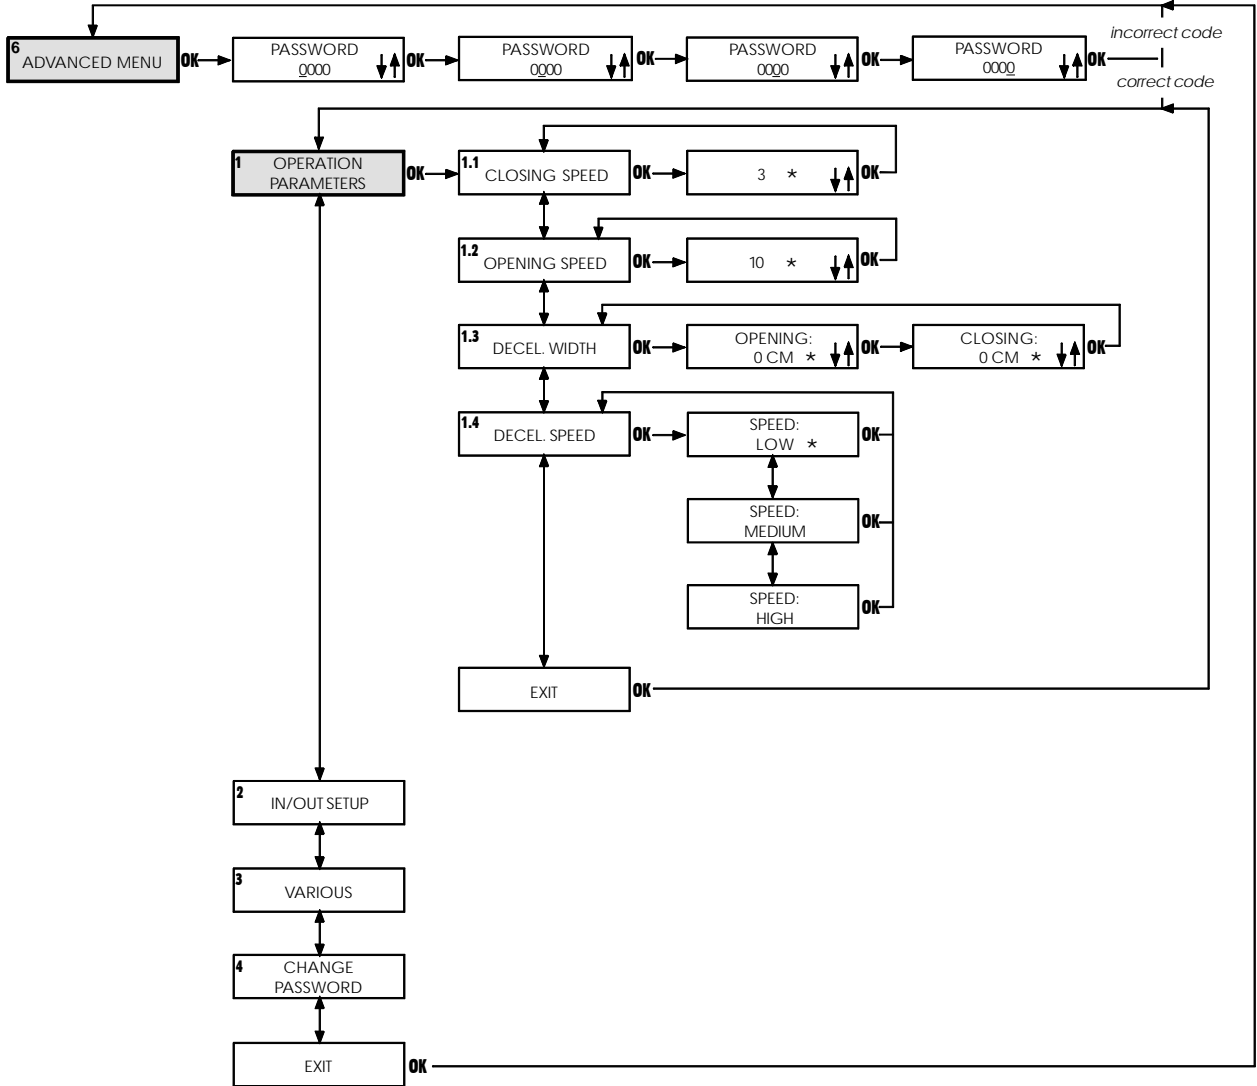 6
ADVANCED MENU
OK
PASSWORD
0000
OK
PASSWORD
0000
OK
PASSWORD
0000
OK
PASSWORD
0000
OK
incorrect code
correct code
1
OPERATION
PARAMETERS
OK
1.1
CLOSING SPEED
OK
3 *
OK
1.2
OPENING SPEED
OK
10 *
OK
1.3
DECEL. WIDTH
OK
OPENING:
0 CM *
OK
CLOSING:
0 CM *
OK
1.4
DECEL. SPEED
OK
SPEED:
LOW *
OK
SPEED:
MEDIUM
OK
SPEED:
HIGH
OK
EXIT
OK
2
IN/OUT SETUP
3
VARIOUS
4
CHANGE
PASSWORD
EXIT
OK